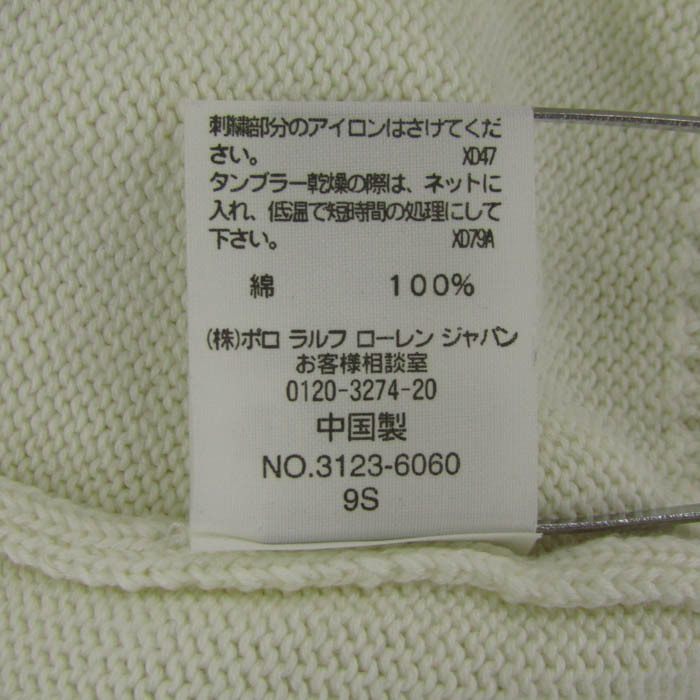 刺繍部分のアイロンはさけてくだ
さい。 XD47
タンブラー乾燥の際は、ネットに
入れ、低温で短時間の処理にして
下さい。 XD79A
綿 100%
(株)ポロ ラルフ ローレン ジャパン
お客様相談室
0120-3274-20
中国製
NO.3123-6060
9S